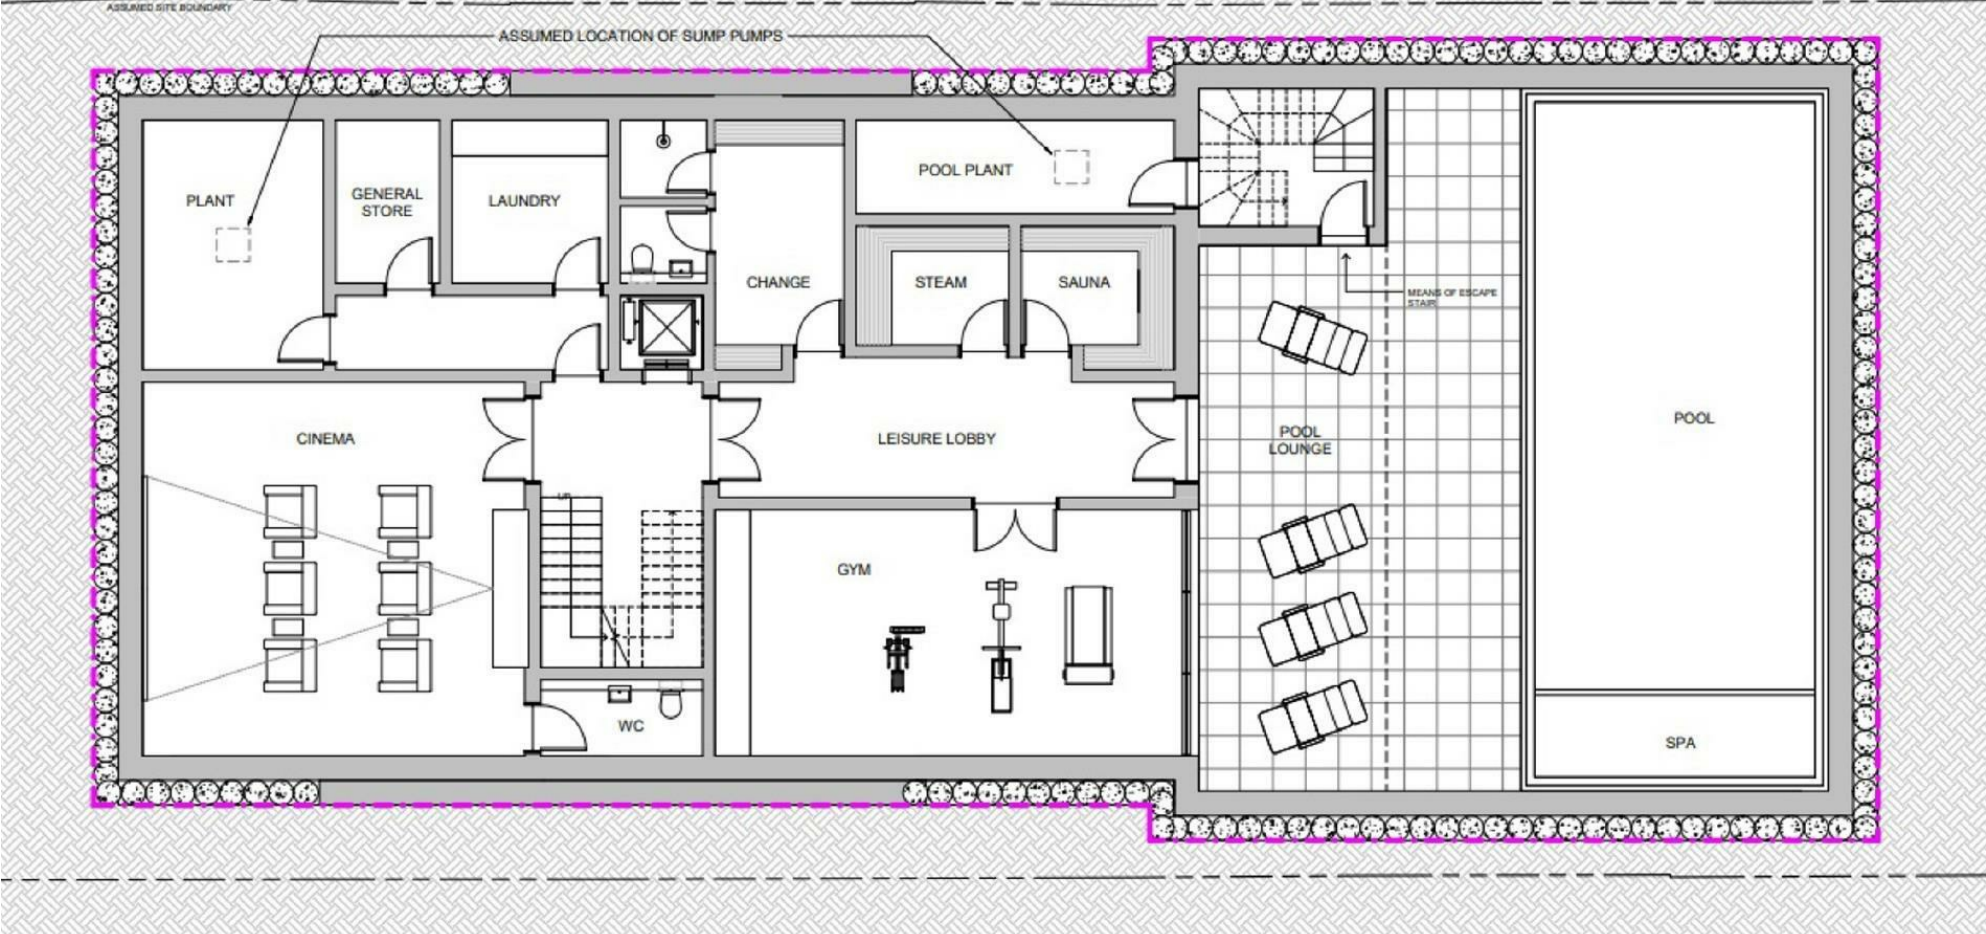 ASSUMED SITE BOUNDARY
ASSUMED LOCATION OF SUMP PUMPS
PLANT
GENERAL
STORE
LAUNDRY
POOL PLANT
CHANGE
STEAM
SAUNA
MEANS OF ESCAPE
STAIR
CINEMA
LEISURE LOBBY
POOL
LOUNGE
POOL
UP
GYM
WC
SPA